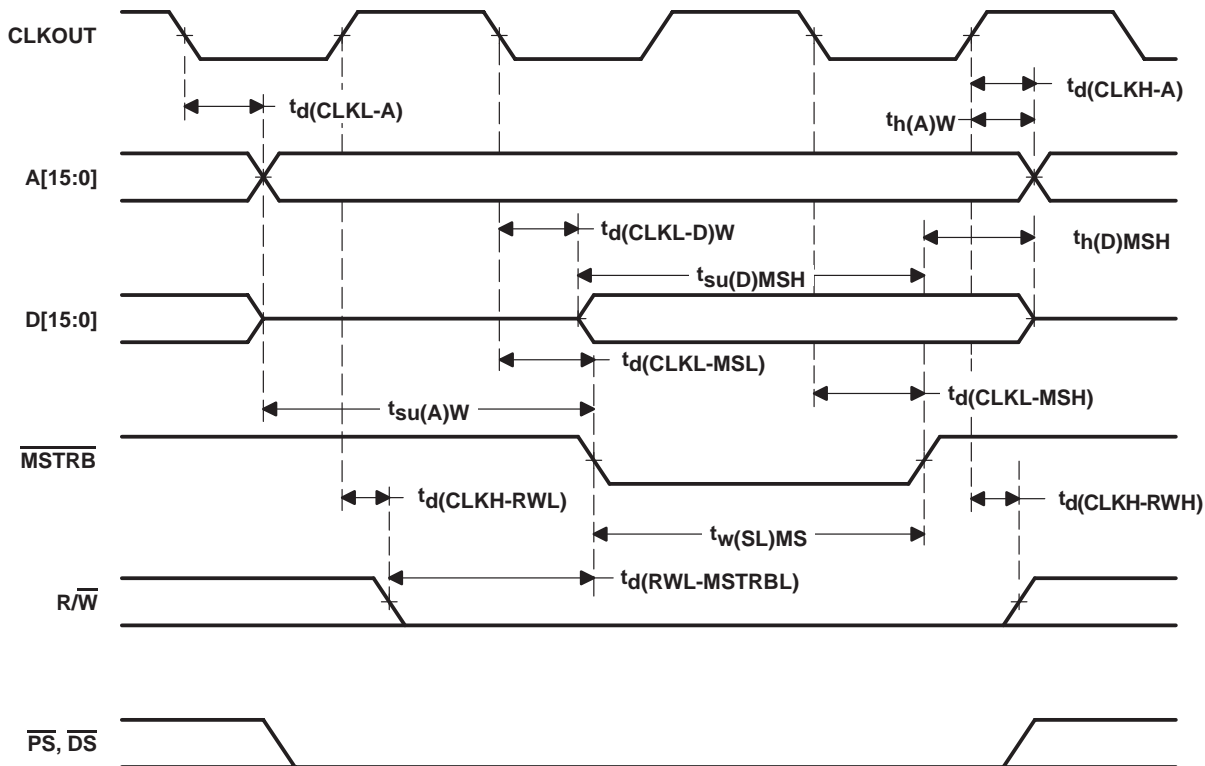 CLKOUT
td(CLKL-A)
td(CLKH-A)
th(A)W
A[15:0]
td(CLKL-D)W
th(D)MSH
tsu(D)MSH
D[15:0]
td(CLKL-MSL)
td(CLKL-MSH)
tsu(A)W
MSTRB
td(CLKH-RWL)
td(CLKH-RWH)
tw(SL)MS
td(RWL-MSTRBL)
R/W
PS, DS